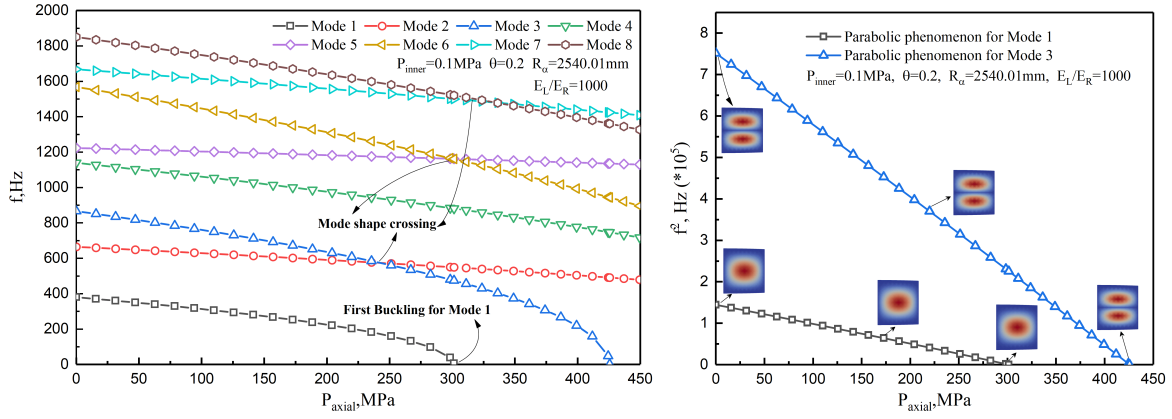 Mode 1 Mode 2 Mode 3 Mode 4
Mode 5 Mode 6 Mode 7 Mode 8
P_inner=0.1MPa θ=0.2 R_α=2540.01mm
E_L/E_R=1000
Mode shape crossing
First Buckling for Mode 1
f,Hz
2000
1800
1600
1400
1200
1000
800
600
400
200
0
0 50 100 150 200 250 300 350 400 450
P_axial,MPa
Parabolic phenomenon for Mode 1
Parabolic phenomenon for Mode 3
P_inner=0.1MPa, θ=0.2, R_α=2540.01mm, E_L/E_R=1000
f², Hz (*10⁵)
8
7
6
5
4
3
2
1
0
0 50 100 150 200 250 300 350 400 450
P_axial,MPa